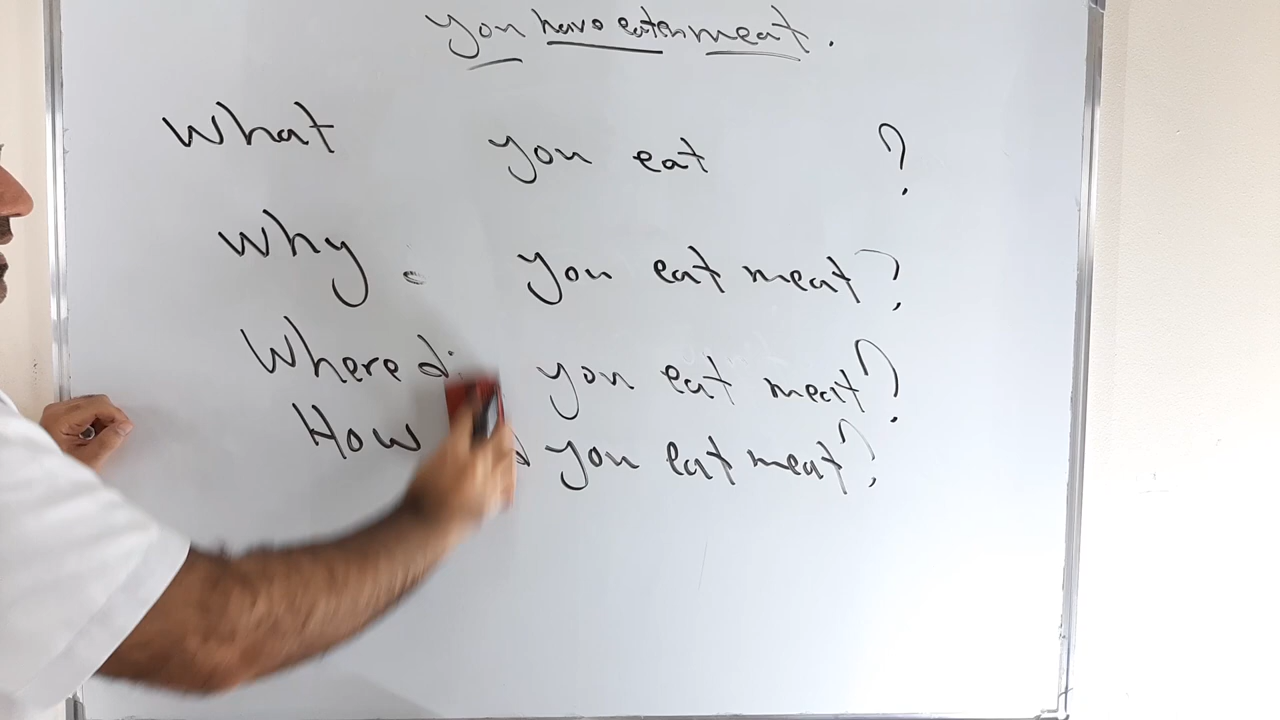 you have eaten meat.
What you eat ?
Why you eat meat?
Where you eat meat?
How you eat meat?